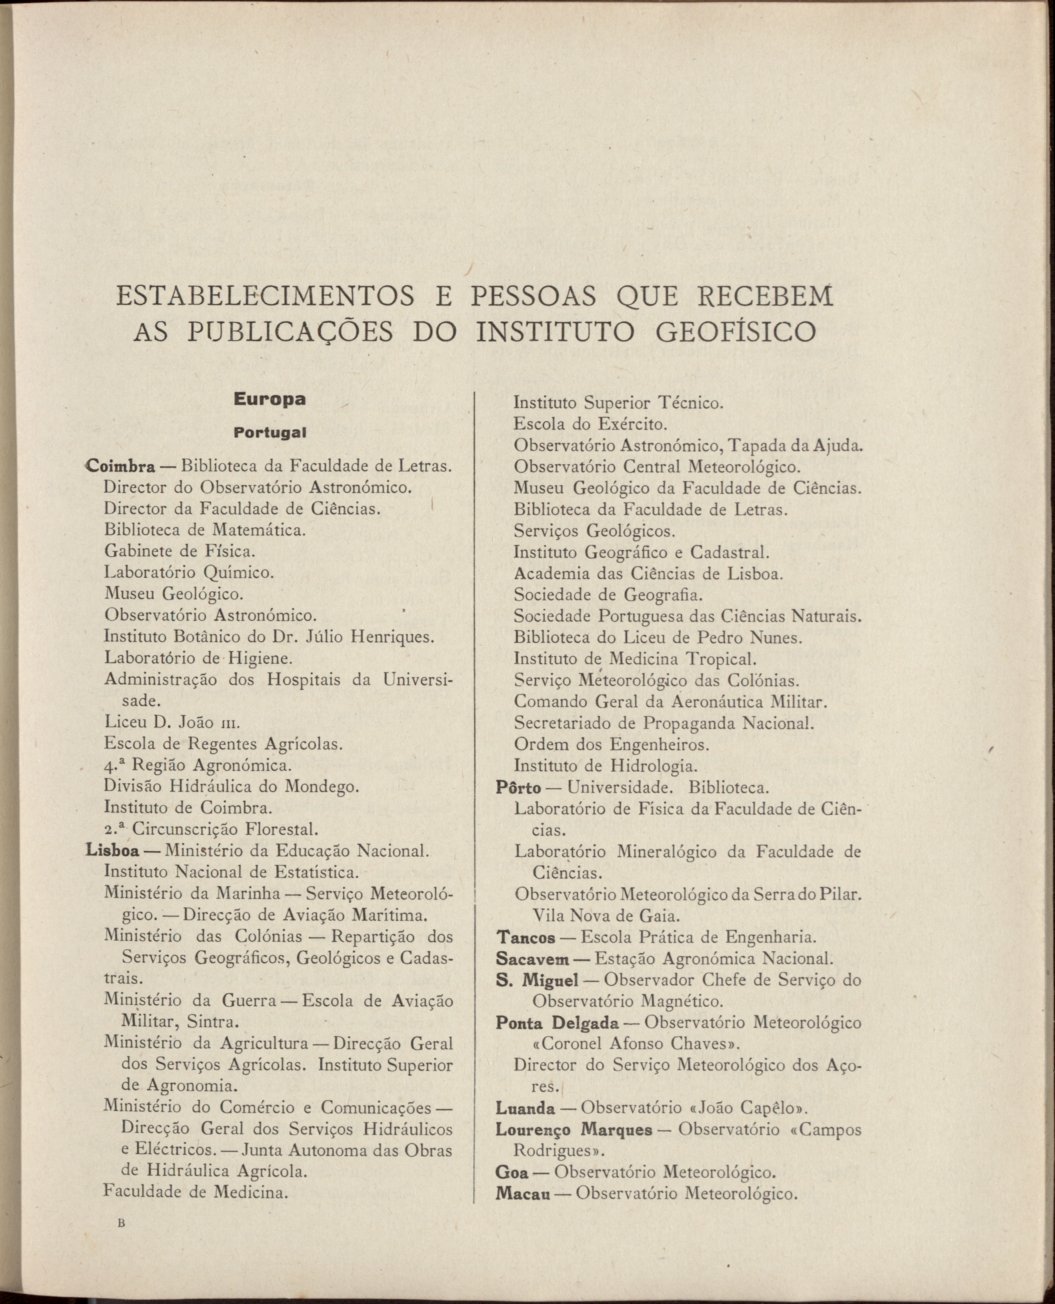 ESTABELECIMENTOS E PESSOAS QUE RECEBEM
AS PUBLICAÇÕES DO INSTITUTO GEOFÍSICO
Europa
Portugal
Coimbra — Biblioteca da Faculdade de Letras.
Director do Observatório Astronómico.
Director da Faculdade de Ciências.
Biblioteca de Matemática.
Gabinete de Física.
Laboratório Químico.
Museu Geológico.
Observatório Astronómico.
Instituto Botânico do Dr. Júlio Henriques.
Laboratório de Higiene.
Administração dos Hospitais da Universi-
sade.
Liceu D. João III.
Escola de Regentes Agrícolas.
4.ª Região Agronómica.
Divisão Hidráulica do Mondego.
Instituto de Coimbra.
2.ª Circunscrição Florestal.
Lisboa — Ministério da Educação Nacional.
Instituto Nacional de Estatística.
Ministério da Marinha — Serviço Meteoroló-
gico. — Direcção de Aviação Marítima.
Ministério das Colónias — Repartição dos
Serviços Geográficos, Geológicos e Cadas-
trais.
Ministério da Guerra — Escola de Aviação
Militar, Sintra.
Ministério da Agricultura — Direcção Geral
dos Serviços Agrícolas. Instituto Superior
de Agronomia.
Ministério do Comércio e Comunicações —
Direcção Geral dos Serviços Hidráulicos
e Eléctricos. — Junta Autonoma das Obras
de Hidráulica Agrícola.
Faculdade de Medicina.
B
Instituto Superior Técnico.
Escola do Exército.
Observatório Astronómico, Tapada da Ajuda.
Observatório Central Meteorológico.
Museu Geológico da Faculdade de Ciências.
Biblioteca da Faculdade de Letras.
Serviços Geológicos.
Instituto Geográfico e Cadastral.
Academia das Ciências de Lisboa.
Sociedade de Geografia.
Sociedade Portuguesa das Ciências Naturais.
Biblioteca do Liceu de Pedro Nunes.
Instituto de Medicina Tropical.
Serviço Meteorológico das Colónias.
Comando Geral da Aeronáutica Militar.
Secretariado de Propaganda Nacional.
Ordem dos Engenheiros.
Instituto de Hidrologia.
Pôrto — Universidade. Biblioteca.
Laboratório de Física da Faculdade de Ciên-
cias.
Laboratório Mineralógico da Faculdade de
Ciências.
Observatório Meteorológico da Serra do Pilar.
Vila Nova de Gaia.
Tancos — Escola Prática de Engenharia.
Sacavem — Estação Agronómica Nacional.
S. Miguel — Observador Chefe de Serviço do
Observatório Magnético.
Ponta Delgada — Observatório Meteorológico
«Coronel Afonso Chaves».
Director do Serviço Meteorológico dos Aço-
res.
Luanda — Observatório «João Capêlo».
Lourenço Marques — Observatório «Campos
Rodrigues».
Goa — Observatório Meteorológico.
Macau — Observatório Meteorológico.